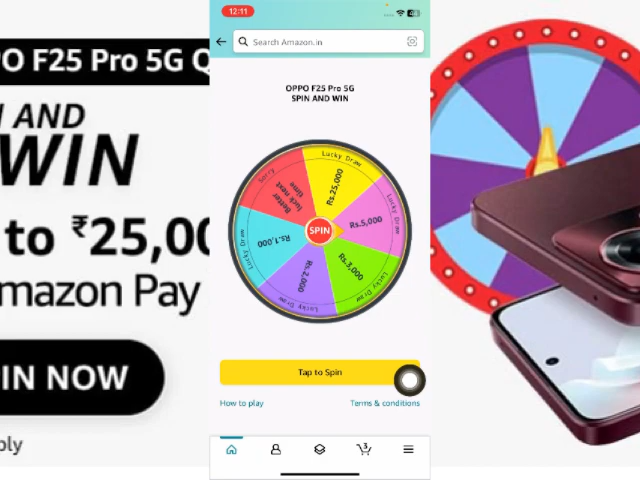 PO F25 Pro 5G Q
N AND
WIN
to ₹25,00
mazon Pay
IN NOW
ply
12:11
Search Amazon.in
OPPO F25 Pro 5G
SPIN AND WIN
Lucky Draw
Rs.25,000
Lucky Draw
Rs.5,000
Lucky Draw
Rs.3,000
Lucky Draw
Rs.2,000
Lucky Draw
Rs.1,000
Sorry
Better
luck next
time
SPIN
Tap to Spin
How to play
Terms & conditions
3